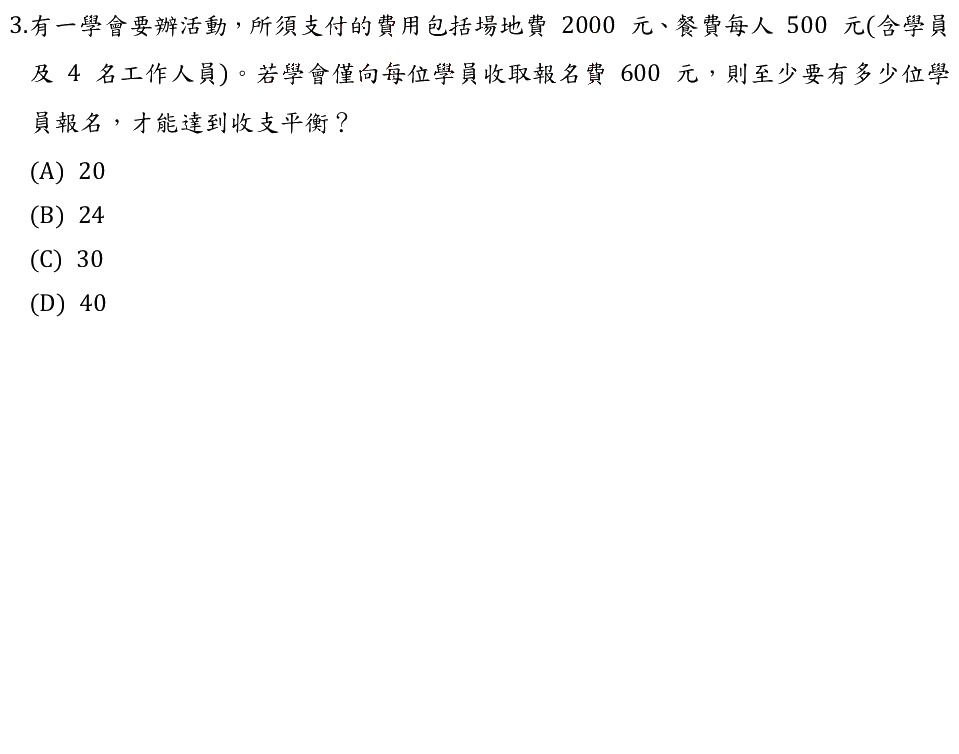 3.有一學會要辦活動，所須支付的費用包括場地費 2000 元、餐費每人 500 元(含學員
及 4 名工作人員)。若學會僅向每位學員收取報名費 600 元，則至少要有多少位學
員報名，才能達到收支平衡？
(A) 20
(B) 24
(C) 30
(D) 40